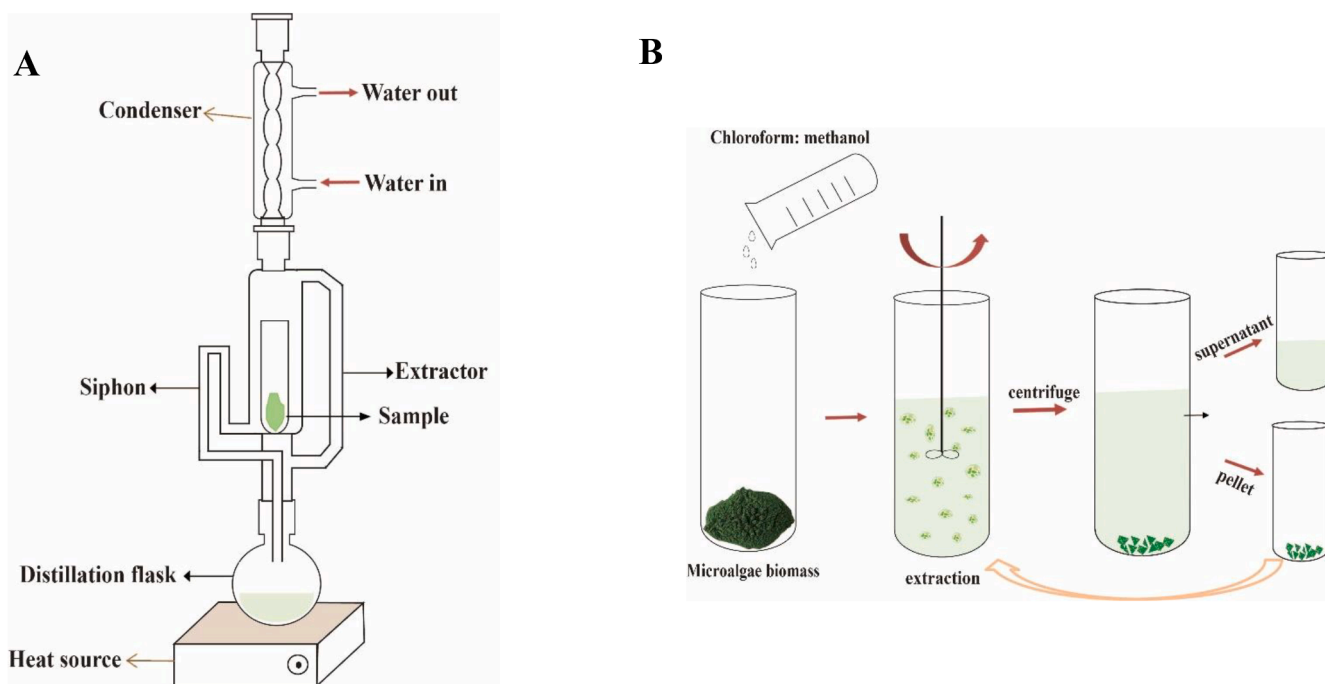 A
Condenser
Water out
Water in
Siphon
Extractor
Sample
Distillation flask
Heat source
B
Chloroform: methanol
centrifuge
supernatant
pellet
Microalgae biomass
extraction